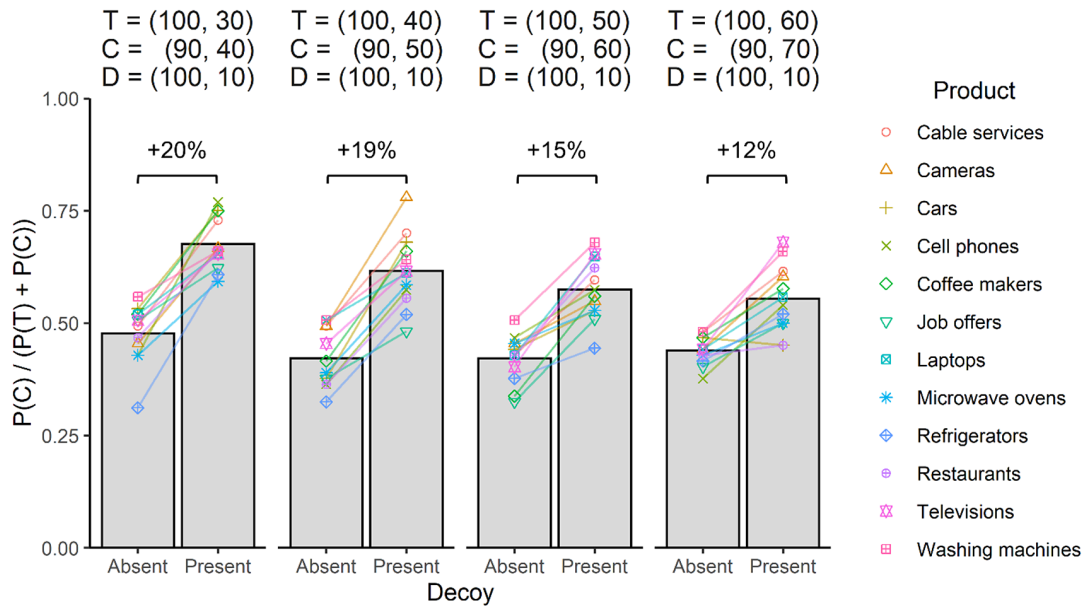 T = (100, 30)
C = (90, 40)
D = (100, 10)
T = (100, 40)
C = (90, 50)
D = (100, 10)
T = (100, 50)
C = (90, 60)
D = (100, 10)
T = (100, 60)
C = (90, 70)
D = (100, 10)
1.00
0.75
0.50
0.25
0.00
P(C) / (P(T) + P(C))
+20%
+19%
+15%
+12%
Absent Present
Absent Present
Absent Present
Absent Present
Decoy
Product
Cable services
Cameras
Cars
Cell phones
Coffee makers
Job offers
Laptops
Microwave ovens
Refrigerators
Restaurants
Televisions
Washing machines